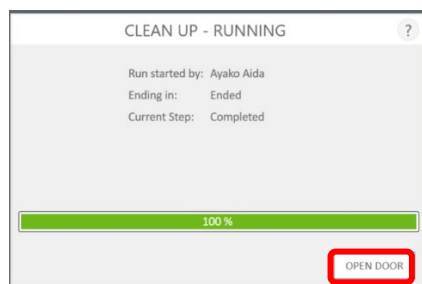 CLEAN UP - RUNNING ?
Run started by: Ayako Aida
Ending in: Ended
Current Step: Completed
100 %
OPEN DOOR